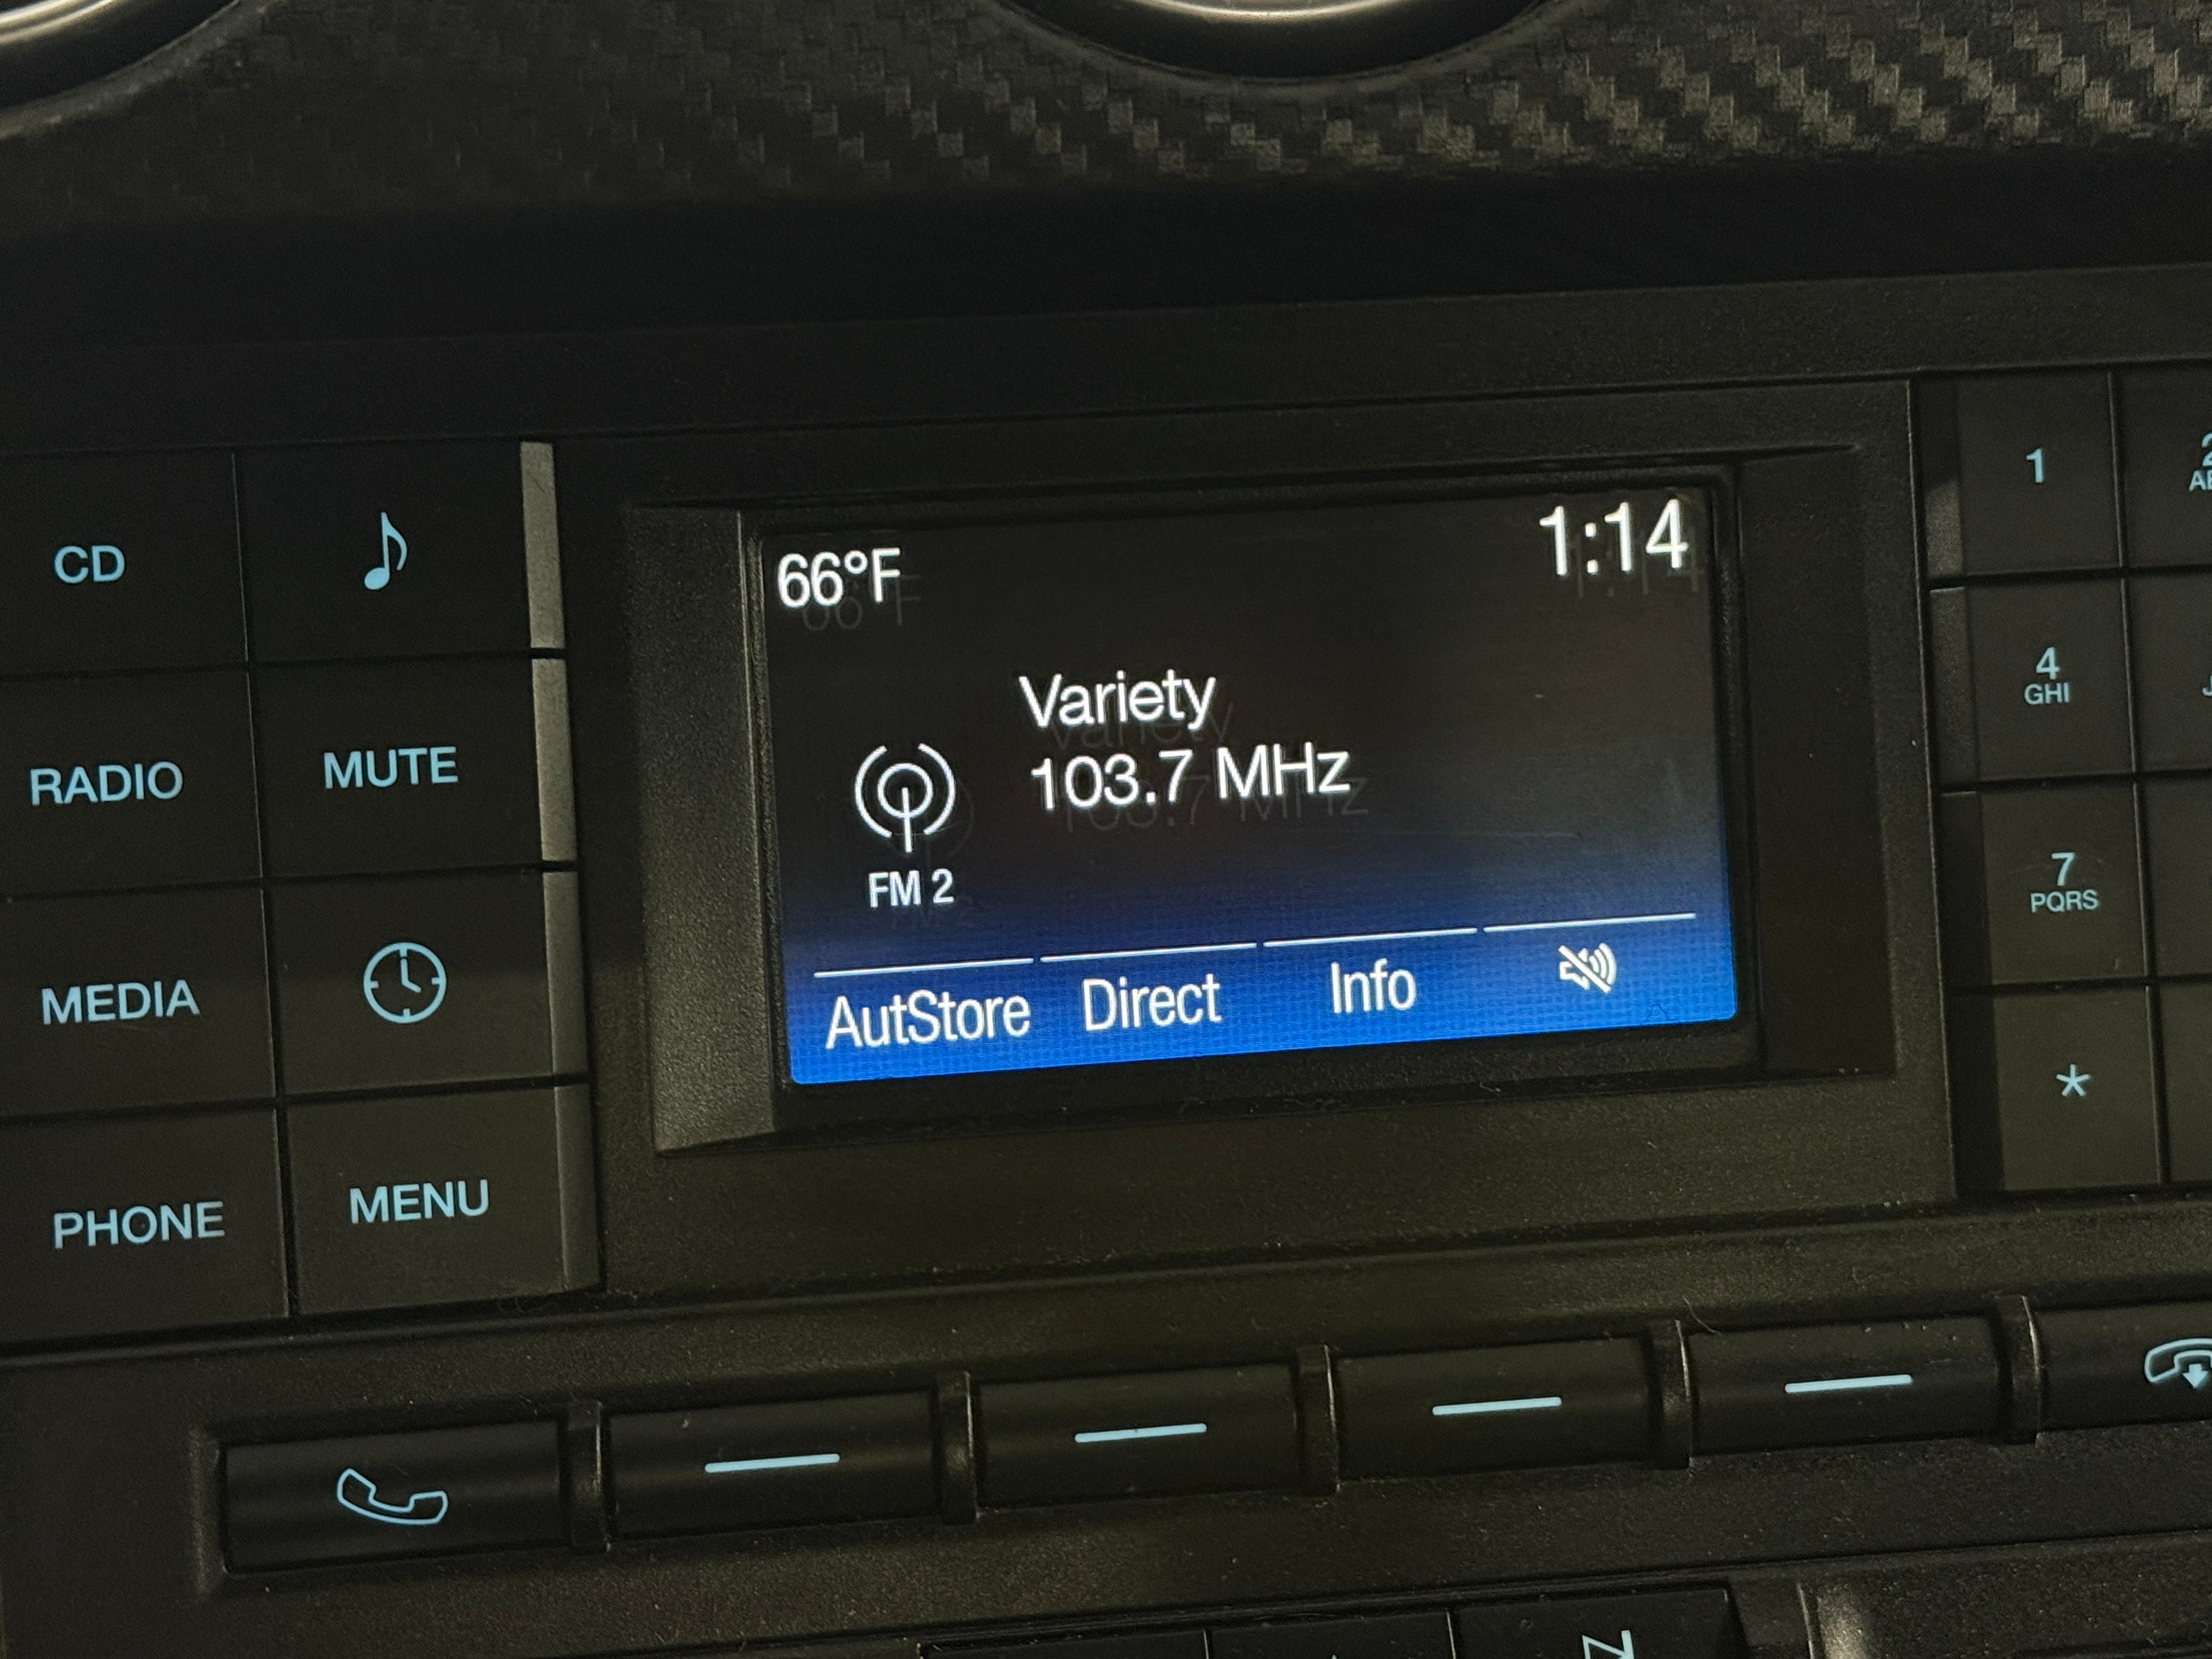 66°F
1:14
Variety
103.7 MHz
FM 2
AutStore Direct Info
CD
RADIO
MUTE
MEDIA
PHONE
MENU
1
2
4
GHI
7
PQRS
*